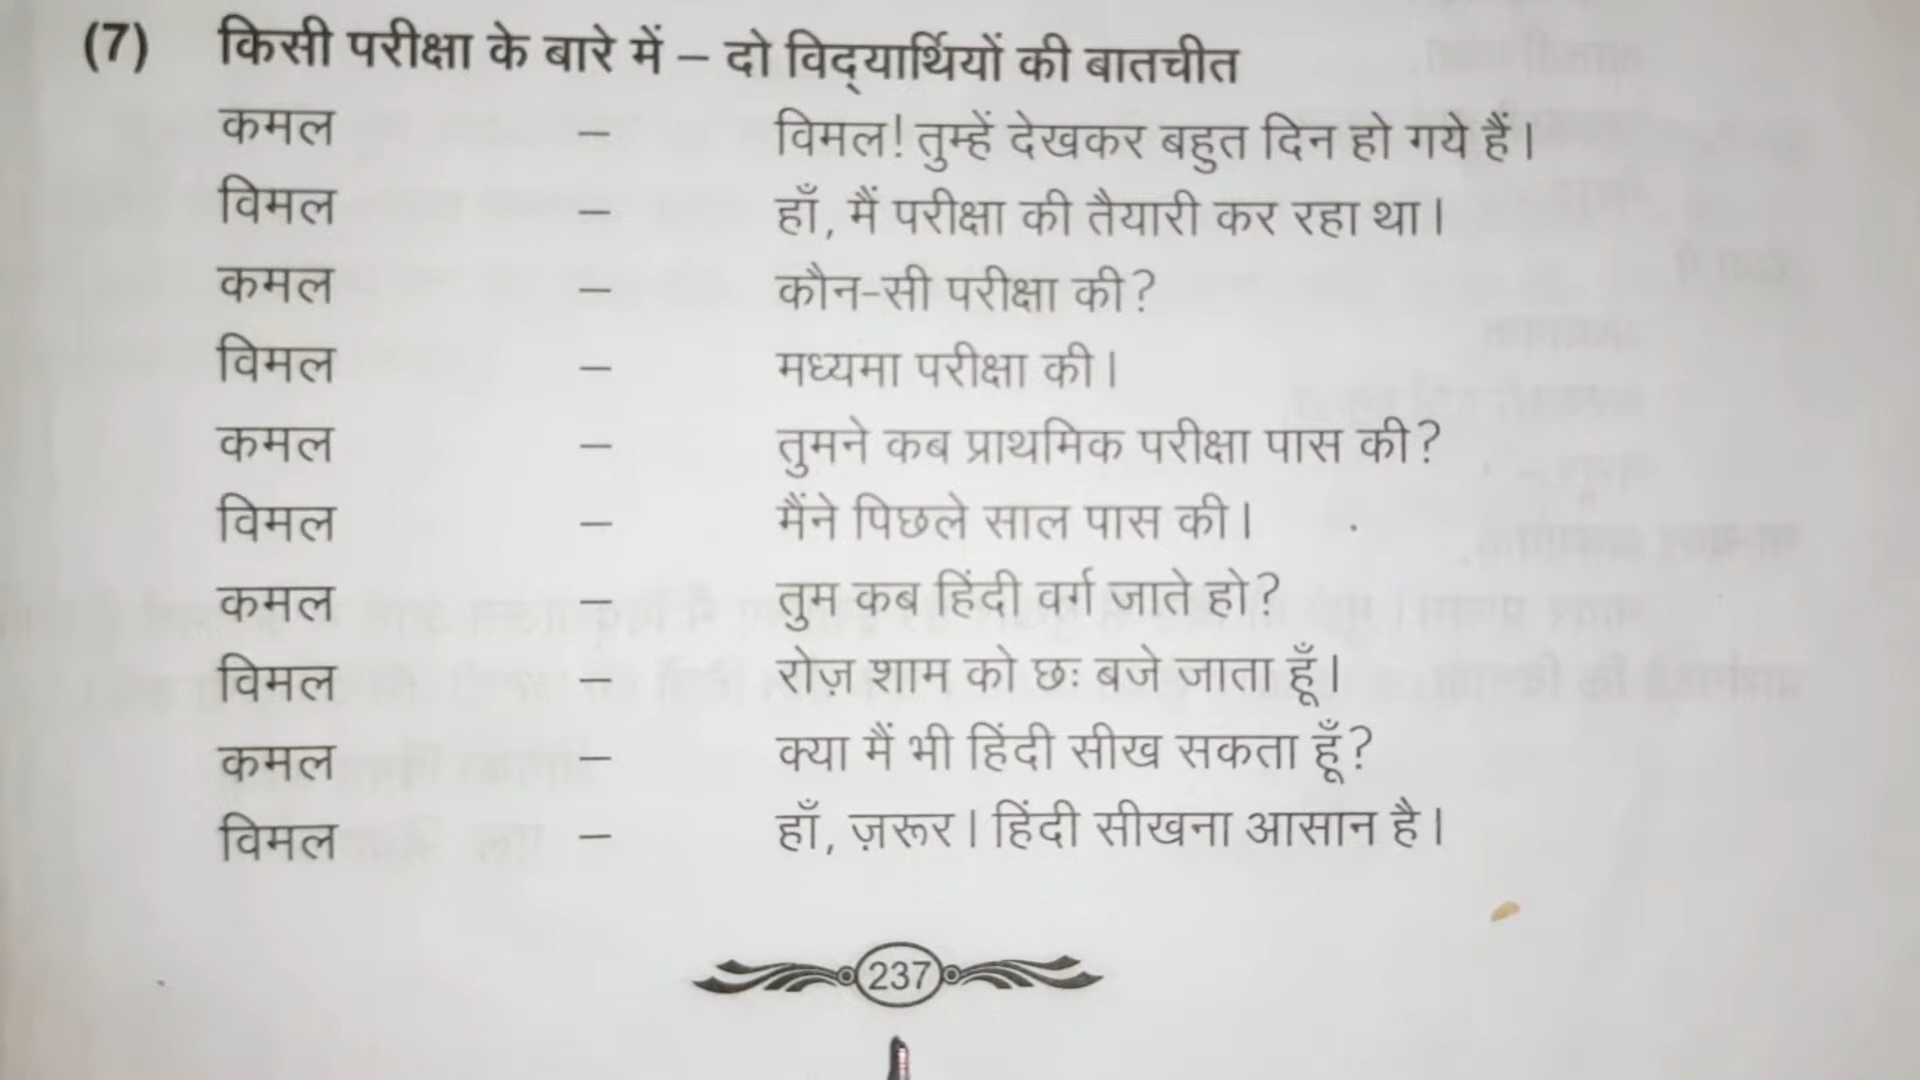 (7) किसी परीक्षा के बारे में – दो विद्‌यार्थियों की बातचीत
कमल – विमल! तुम्हें देखकर बहुत दिन हो गये हैं।
विमल – हाँ, मैं परीक्षा की तैयारी कर रहा था।
कमल – कौन-सी परीक्षा की?
विमल – मध्यमा परीक्षा की।
कमल – तुमने कब प्राथमिक परीक्षा पास की?
विमल – मैंने पिछले साल पास की।
कमल – तुम कब हिंदी वर्ग जाते हो?
विमल – रोज़ शाम को छः बजे जाता हूँ।
कमल – क्या मैं भी हिंदी सीख सकता हूँ?
विमल – हाँ, ज़रूर। हिंदी सीखना आसान है।
237